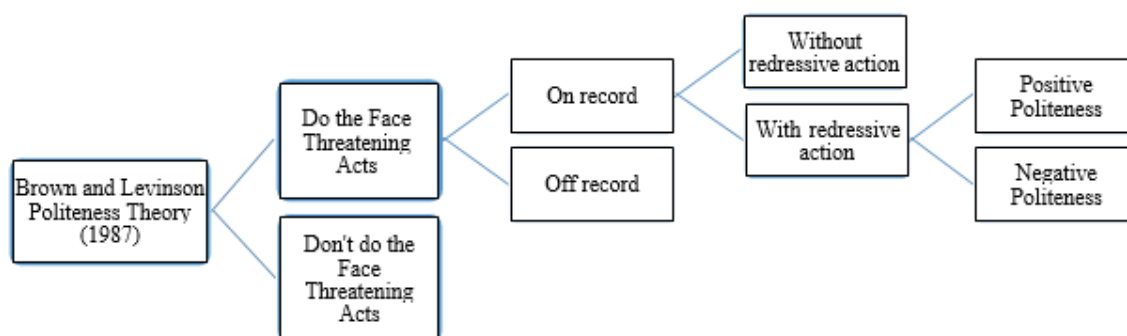 Brown and Levinson
Politeness Theory
(1987)
Do the Face
Threatening
Acts
Don't do the
Face
Threatening
Acts
On record
Off record
Without
redressive action
With redressive
action
Positive
Politeness
Negative
Politeness